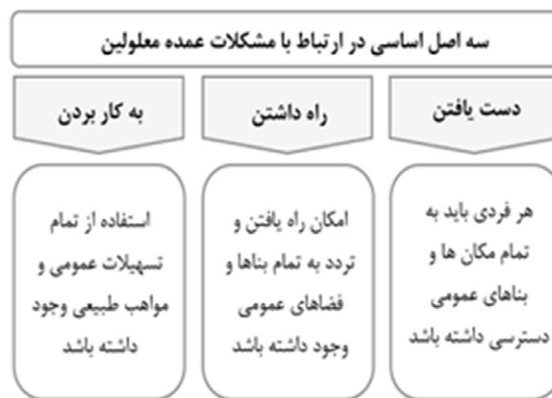 سه اصل اساسی در ارتباط با مشکلات عمده معلولین
دست یافتن
راه داشتن
به کار بردن
هر فردی باید به
تمام مکان ها و
بناهای عمومی
دسترسی داشته باشد
امکان راه یافتن و
تردد به تمام بناها و
فضاهای عمومی
وجود داشته باشد
استفاده از تمام
تسهیلات عمومی و
مواهب طبیعی وجود
داشته باشد